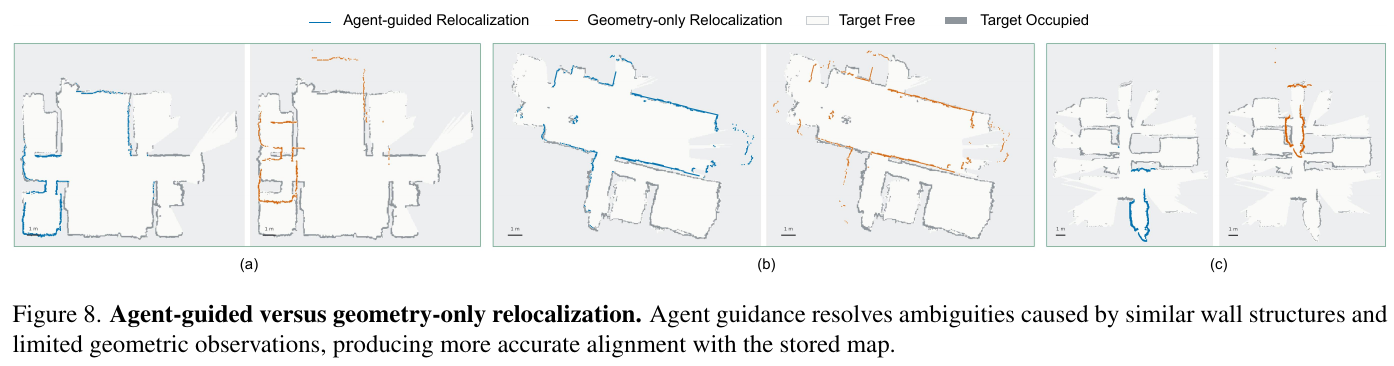 Agent-guided Relocalization Geometry-only Relocalization Target Free Target Occupied
1 m 1 m 1 m 1 m 1 m 1 m
(a) (b) (c)
Figure 8. Agent-guided versus geometry-only relocalization. Agent guidance resolves ambiguities caused by similar wall structures and
limited geometric observations, producing more accurate alignment with the stored map.